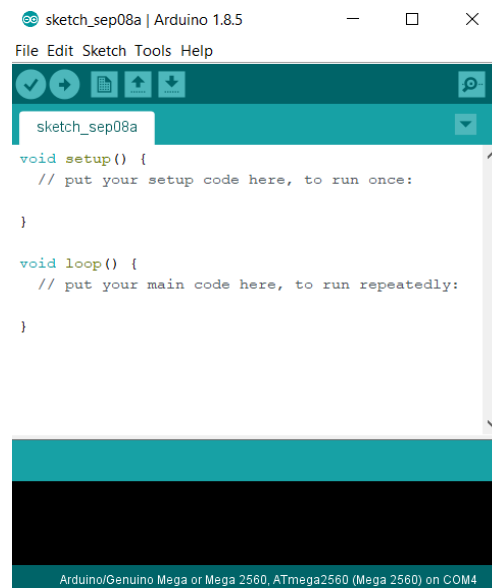 sketch_sep08a | Arduino 1.8.5
File Edit Sketch Tools Help
sketch_sep08a
void setup() {
  // put your setup code here, to run once:
}
void loop() {
  // put your main code here, to run repeatedly:
}
Arduino/Genuino Mega or Mega 2560, ATmega2560 (Mega 2560) on COM4